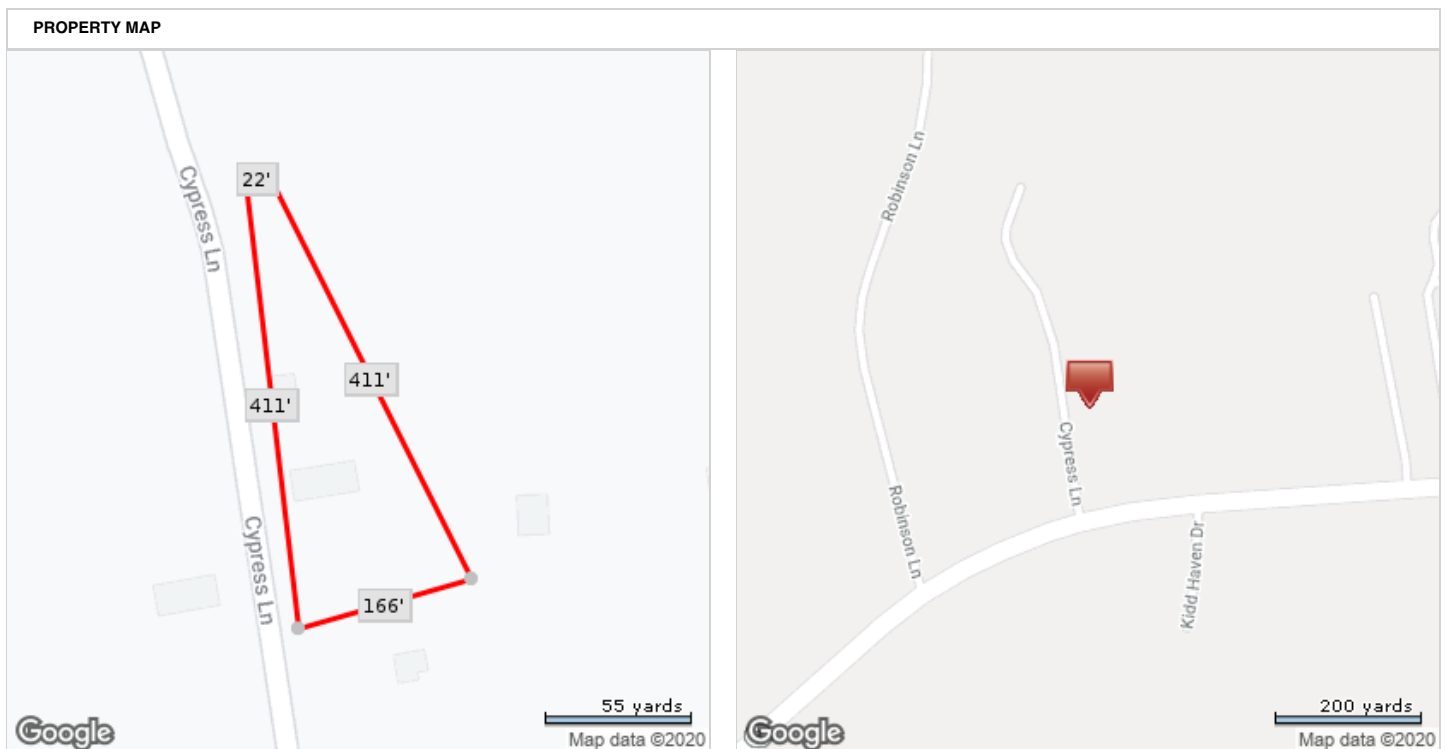 PROPERTY MAP
Cypress Ln
22'
411'
411'
Cypress Ln
166'
55 yards
Google
Map data ©2020
Robinson Ln
Cypress Ln
Robinson Ln
Kidd Haven Dr
200 yards
Google
Map data ©2020